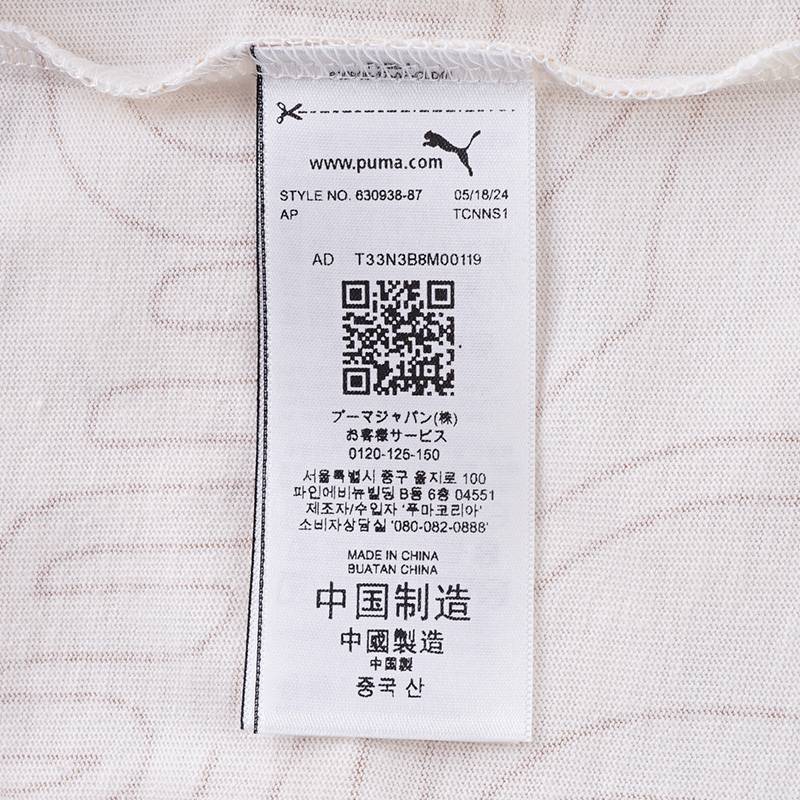 www.puma.com
STYLE NO. 630938-87 05/18/24
AP TCNNS1
AD T33N3B8M00119
プーマジャパン(株)
お客様サービス
0120-125-150
서울특별시 중구 을지로 100
파인에비뉴빌딩 B동 6층 04551
제조자/수입자 '푸마코리아'
소비자상담실 '080-082-0888'
MADE IN CHINA
BUATAN CHINA
中国制造
中國製造
中国製
중국 산